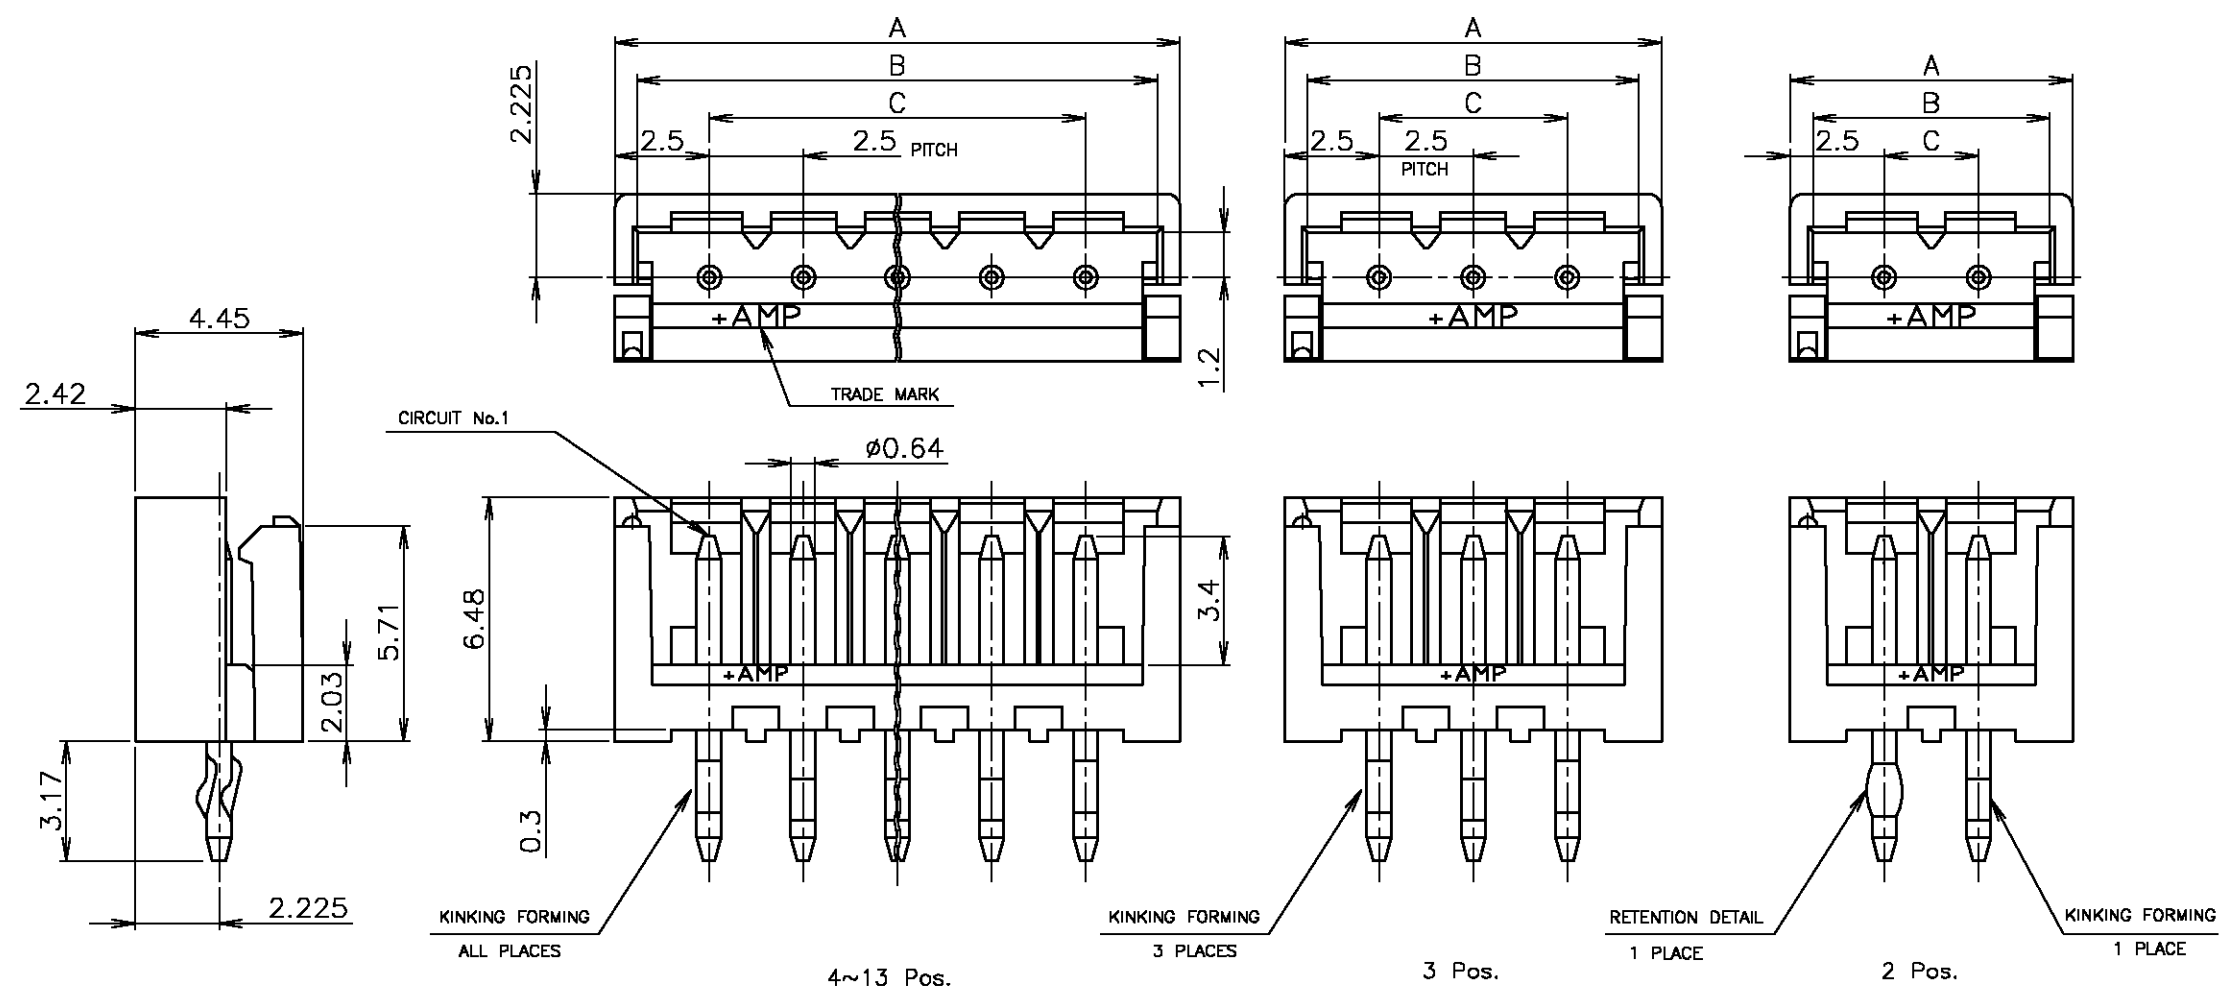 A
A
B
B
A
2.225
C
C
B
2.5
2.5 PITCH
2.5
2.5
PITCH
2.5
C
4.45
+AMP
+AMP
+AMP
1.2
2.42
TRADE MARK
CIRCUIT No.1
ø0.64
6.48
5.71
3.4
2.03
+AMP
+AMP
+AMP
3.17
0.3
2.225
KINKING FORMING
ALL PLACES
KINKING FORMING
3 PLACES
RETENTION DETAIL
1 PLACE
KINKING FORMING
1 PLACE
4~13 Pos.
3 Pos.
2 Pos.